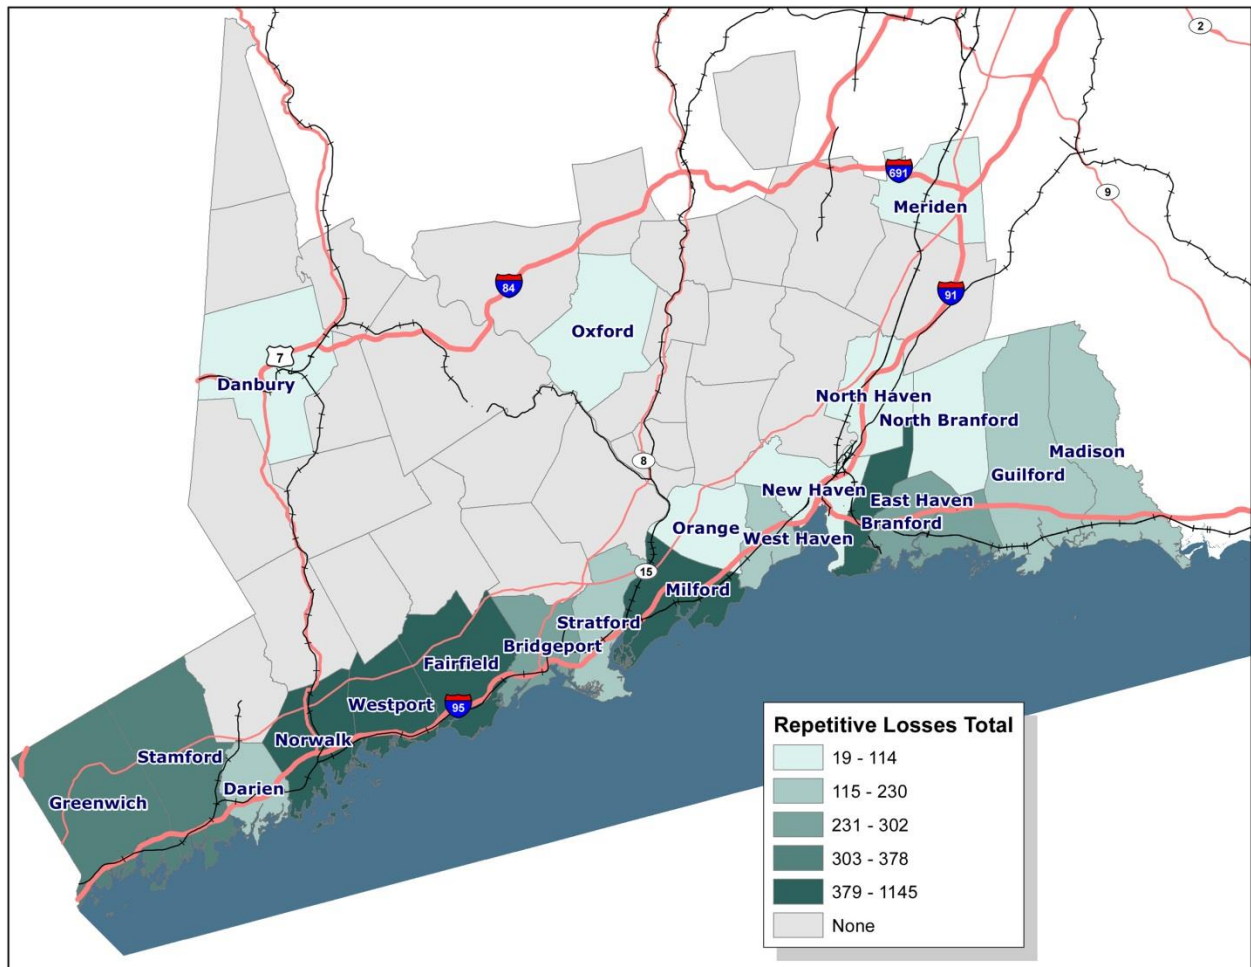 2
691
Meriden
9
84
91
Oxford
7
Danbury
North Haven
North Branford
Madison
8
Guilford
New Haven
East Haven
Orange
Branford
West Haven
15
Milford
Stratford
Bridgeport
Fairfield
Westport
95
Norwalk
Stamford
Darien
Greenwich
Repetitive Losses Total
19 - 114
115 - 230
231 - 302
303 - 378
379 - 1145
None